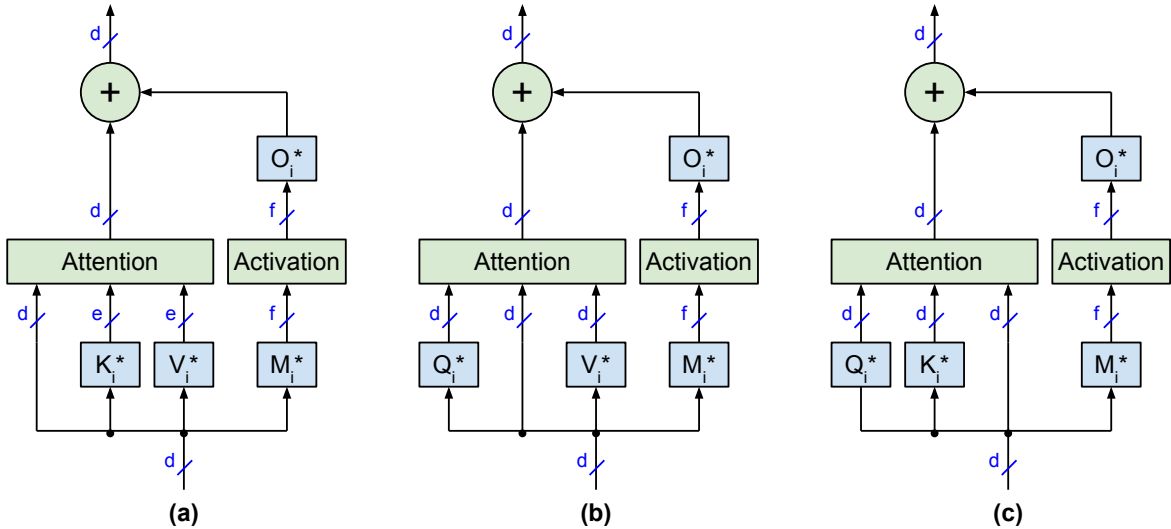 d d d
+ + +
O_i^* O_i^* O_i^*
d f d f d f
Attention Activation Attention Activation Attention Activation
d e e f d d d f d d d f
K_i^* V_i^* M_i^* Q_i^* V_i^* M_i^* Q_i^* K_i^* M_i^*
d d d
(a) (b) (c)